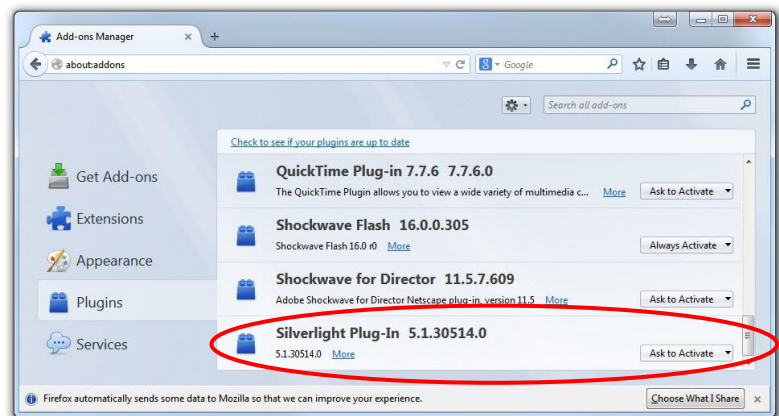 Add-ons Manager
about:addons
Google
Search all add-ons
Check to see if your plugins are up to date
Get Add-ons
Extensions
Appearance
Plugins
Services
QuickTime Plug-in 7.7.6 7.7.6.0
The QuickTime Plugin allows you to view a wide variety of multimedia c... More
Ask to Activate
Shockwave Flash 16.0.0.305
Shockwave Flash 16.0 r0 More
Always Activate
Shockwave for Director 11.5.7.609
Adobe Shockwave for Director Netscape plug-in, version 11.5 More
Ask to Activate
Silverlight Plug-In 5.1.30514.0
5.1.30514.0 More
Ask to Activate
Firefox automatically sends some data to Mozilla so that we can improve your experience.
Choose What I Share